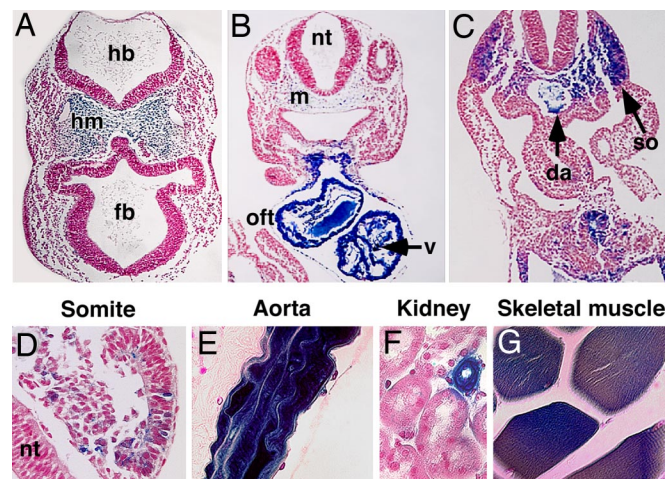 A B C
hb nt
m
hm so
da
fb oft v
Somite Aorta Kidney Skeletal muscle
D E F G
nt